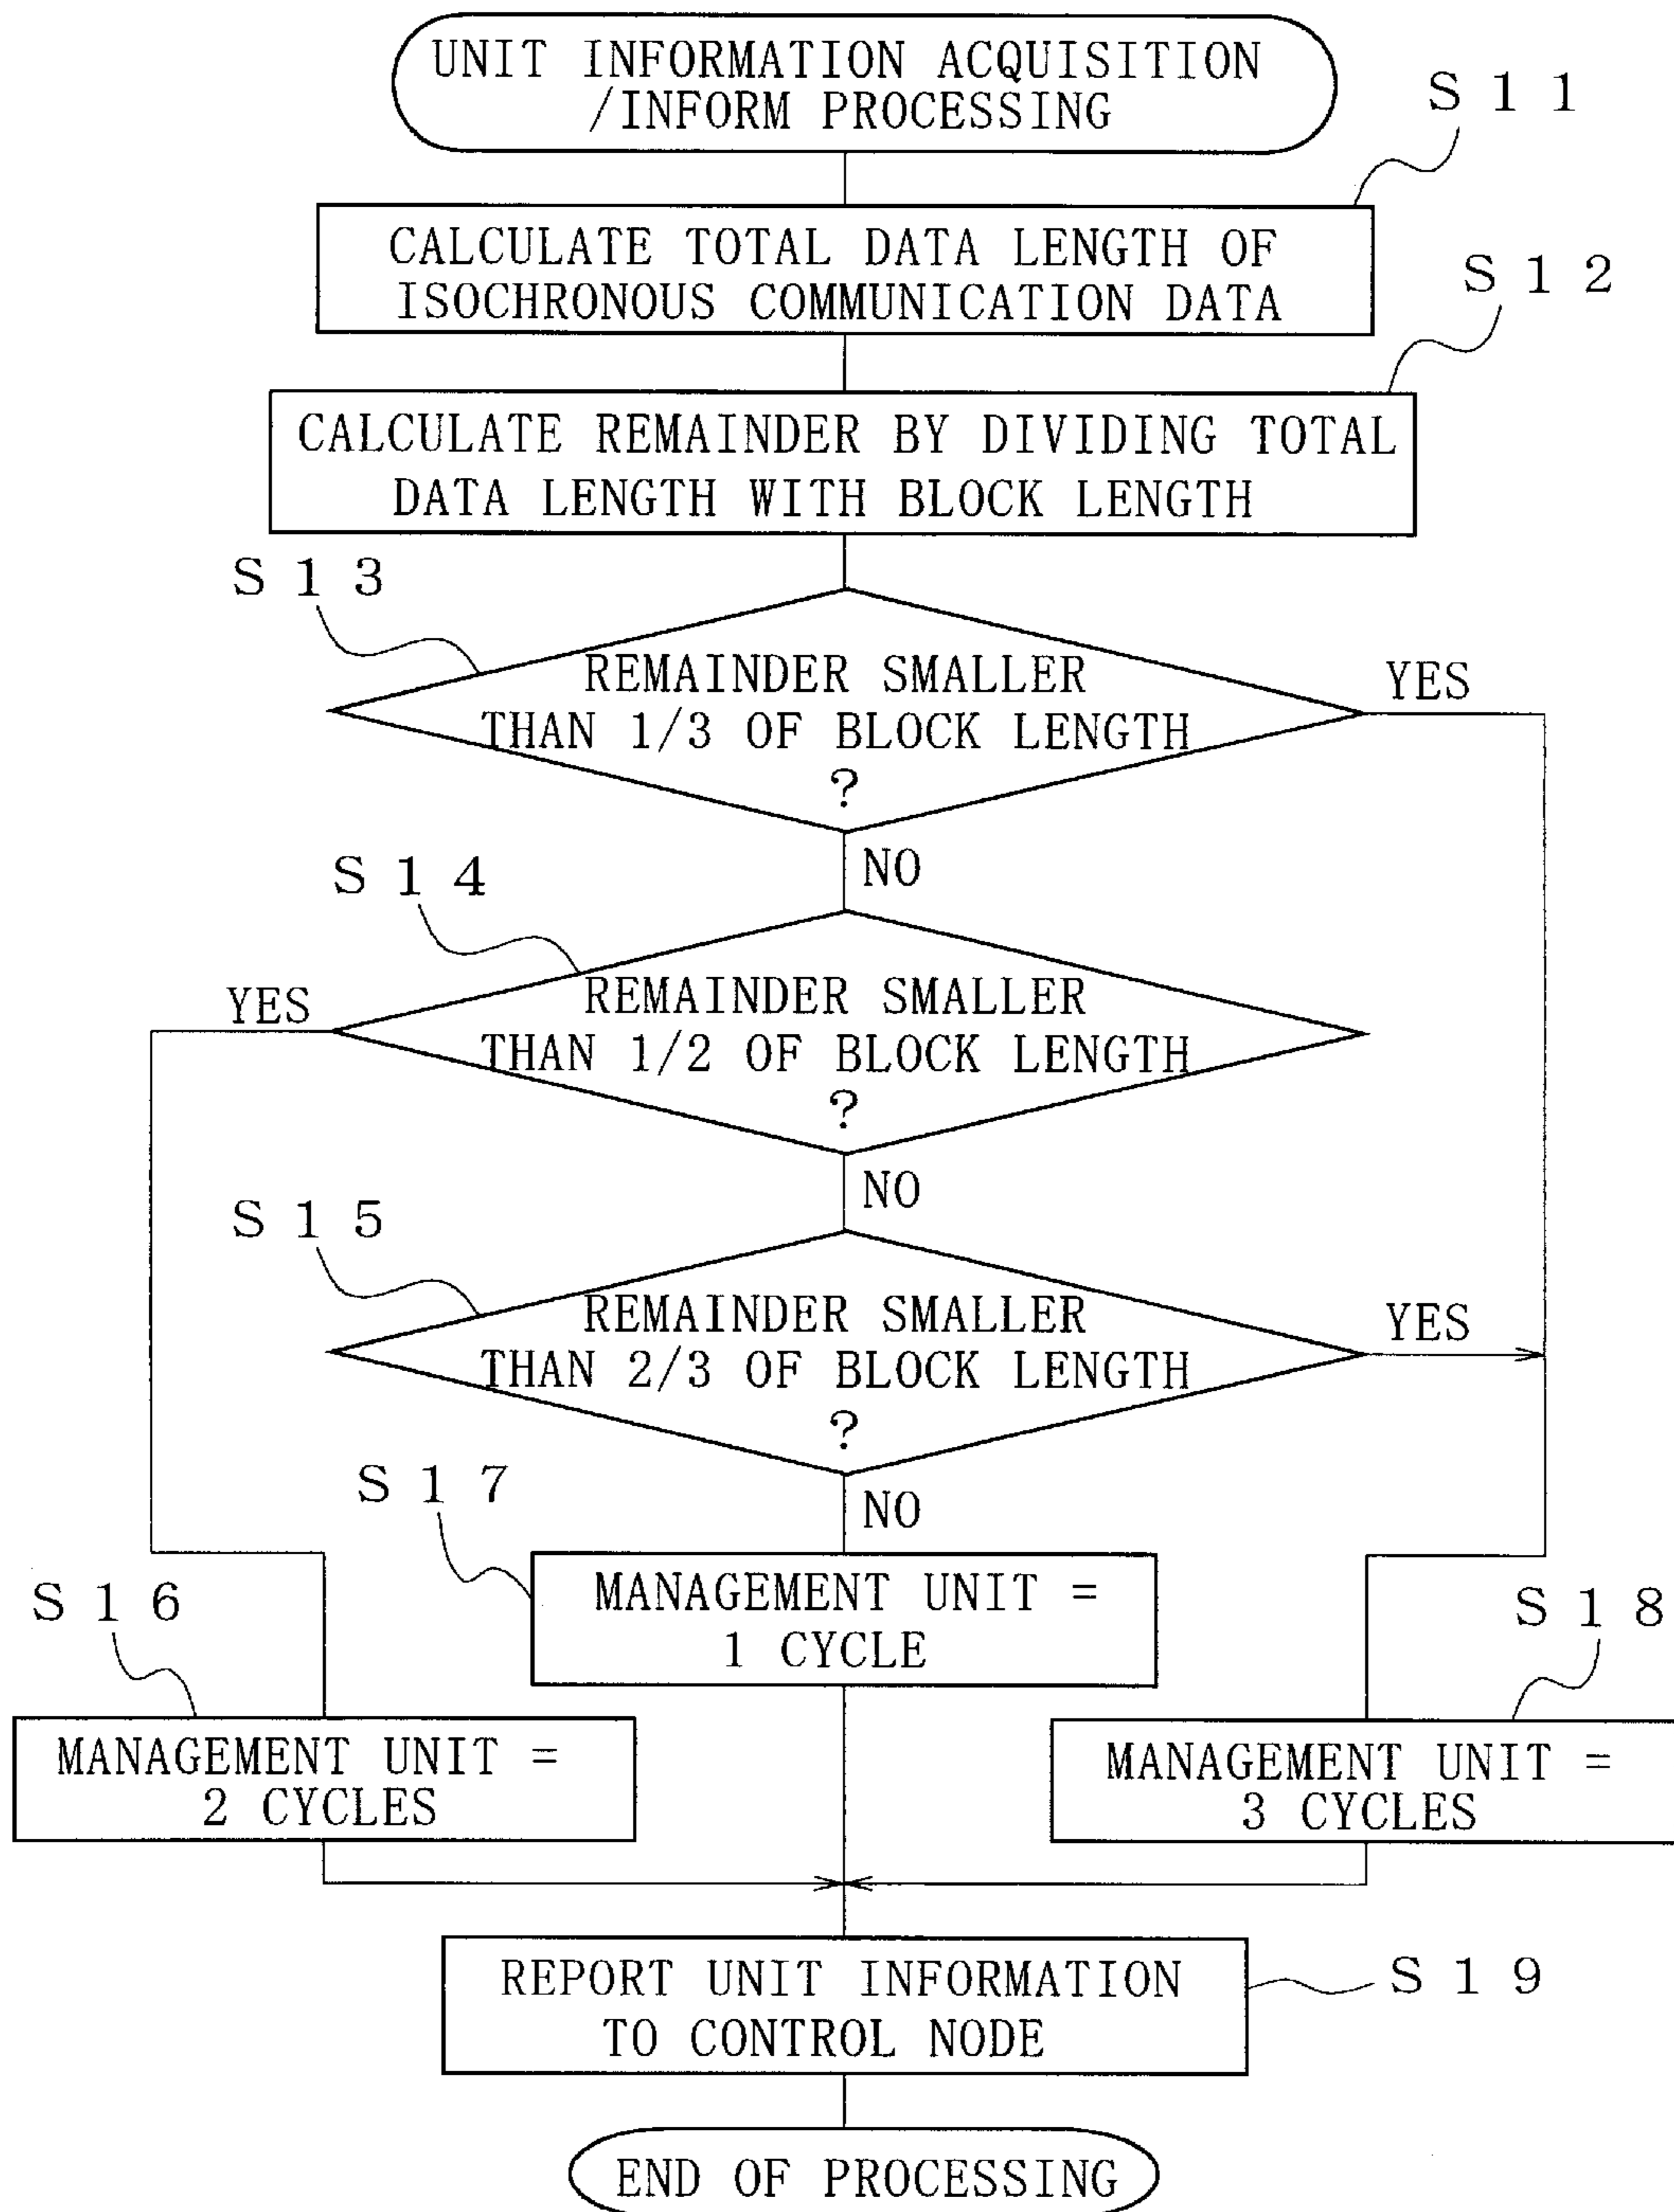 UNIT INFORMATION ACQUISITION
/INFORM PROCESSING
S11
CALCULATE TOTAL DATA LENGTH OF
ISOCHRONOUS COMMUNICATION DATA
S12
CALCULATE REMAINDER BY DIVIDING TOTAL
DATA LENGTH WITH BLOCK LENGTH
S13
REMAINDER SMALLER
THAN 1/3 OF BLOCK LENGTH
?
YES
NO
S14
REMAINDER SMALLER
THAN 1/2 OF BLOCK LENGTH
?
YES
NO
S15
REMAINDER SMALLER
THAN 2/3 OF BLOCK LENGTH
?
YES
NO
S17
MANAGEMENT UNIT =
1 CYCLE
S16
MANAGEMENT UNIT =
2 CYCLES
S18
MANAGEMENT UNIT =
3 CYCLES
REPORT UNIT INFORMATION
TO CONTROL NODE
S19
END OF PROCESSING